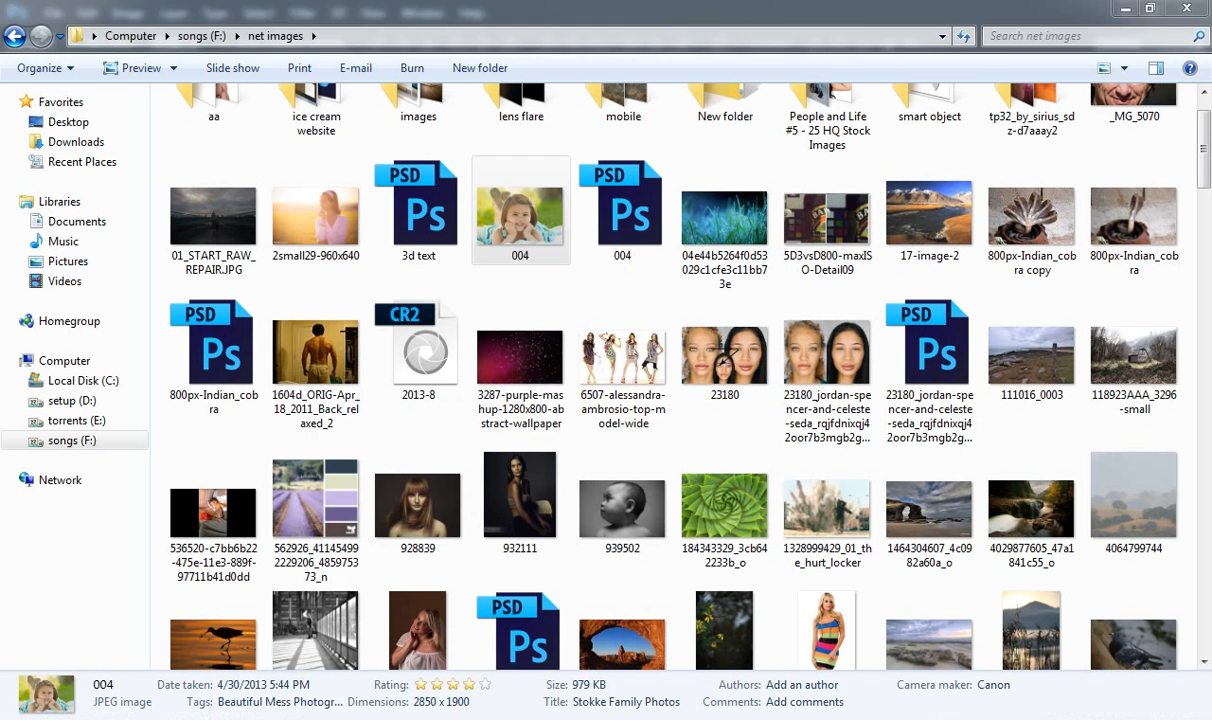 Computer ▸ songs (F:) ▸ net images ▸
Search net images
Organize Preview Slide show Print E-mail Burn New folder
Favorites
Desktop
Downloads
Recent Places
Libraries
Documents
Music
Pictures
Videos
Homegroup
Computer
Local Disk (C:)
setup (D:)
torrents (E:)
songs (F:)
Network
aa
ice cream
website
images
lens flare
mobile
New folder
People and Life
#5 - 25 HQ Stock
Images
smart object
tp32_by_sirius_sd
z-d7aaay2
_MG_5070
01_START_RAW_
REPAIR.JPG
2small29-960x640
PSD
Ps
3d text
004
PSD
Ps
004
04e44b5264f0d53
029c1cfe3c11bb7
3e
5D3vsD800-maxIS
O-Detail09
17-image-2
800px-Indian_cob
ra copy
800px-Indian_cob
ra
PSD
Ps
800px-Indian_cob
ra
1604d_ORIG-Apr_
18_2011_Back_rel
axed_2
CR2
2013-8
3287-purple-mas
hup-1280x800-ab
stract-wallpaper
6507-alessandra-
ambrosio-top-m
odel-wide
23180
23180_jordan-spe
ncer-and-celeste
-seda_rqjfdnixqj4
2oor7b3mgb2g...
PSD
Ps
23180_jordan-spe
ncer-and-celeste
-seda_rqjfdnixqj4
2oor7b3mgb2g...
111016_0003
118923AAA_3296
-small
536520-c7bb6b22
-475e-11e3-889f-
97711b41d0dd
562926_41145499
2229206_4859753
73_n
928839
932111
939502
184343329_3cb64
2233b_o
1328999429_01_th
e_hurt_locker
1464304607_4c09
82a60a_o
4029877605_47a1
841c55_o
4064799744
PSD
Ps
004 Date taken: 4/30/2013 5:44 PM Rating: Size: 979 KB Authors: Add an author Camera maker: Canon
JPEG image Tags: Beautiful Mess Photogr... Dimensions: 2850 x 1900 Title: Stokke Family Photos Comments: Add comments